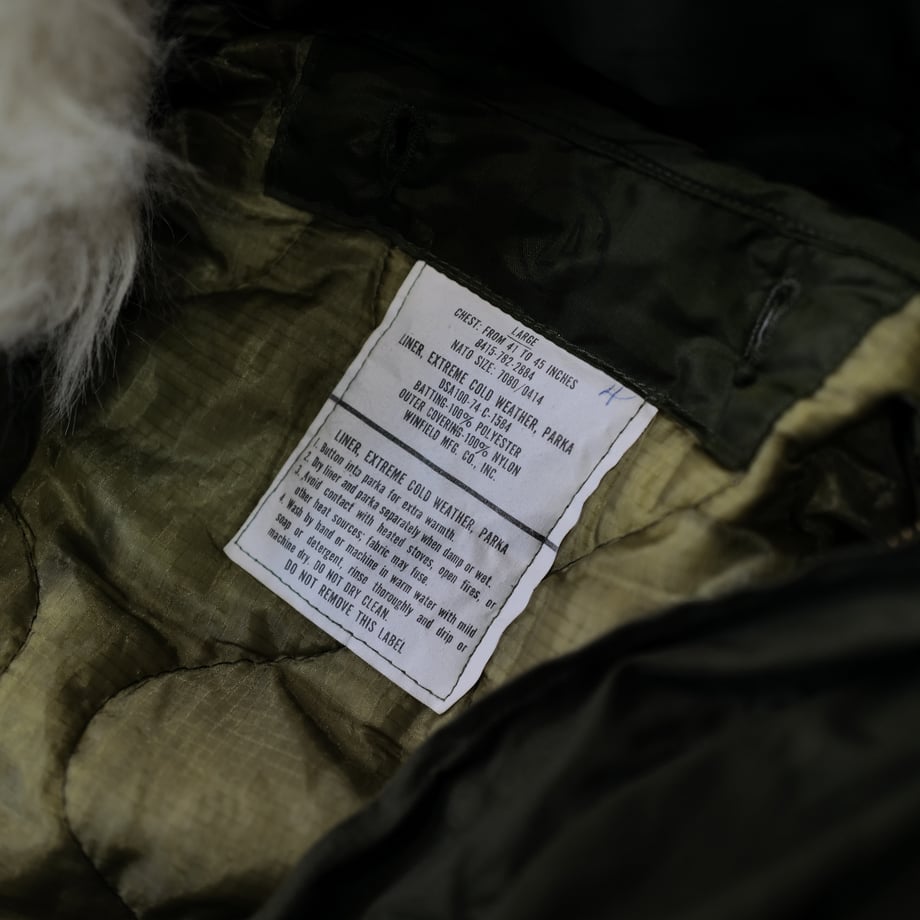 LARGE
CHEST: FROM 41 TO 45 INCHES
8415-782-2884
NATO SIZE: 7080/0414
LINER, EXTREME COLD WEATHER, PARKA
DSA100-74-C-1584
BATTING-100% POLYESTER
OUTER COVERING-100% NYLON
WINFIELD MFG. CO., INC.
LINER, EXTREME COLD WEATHER, PARKA
1. Button into parka for extra warmth.
2. Dry liner and parka separately when damp or wet.
3. Avoid contact with heated stoves, open fires, or
other heat sources; fabric may fuse.
4. Wash by hand or machine in warm water with mild
soap or detergent, rinse thoroughly and drip or
machine dry. DO NOT DRY CLEAN.
DO NOT REMOVE THIS LABEL